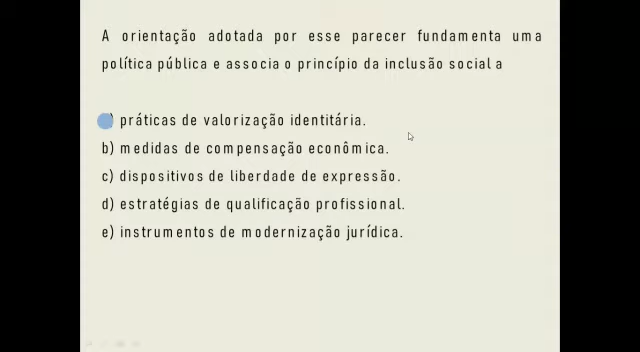 A orientação adotada por esse parecer fundamenta uma
política pública e associa o princípio da inclusão social a
) práticas de valorização identitária.
b) medidas de compensação econômica.
c) dispositivos de liberdade de expressão.
d) estratégias de qualificação profissional.
e) instrumentos de modernização jurídica.